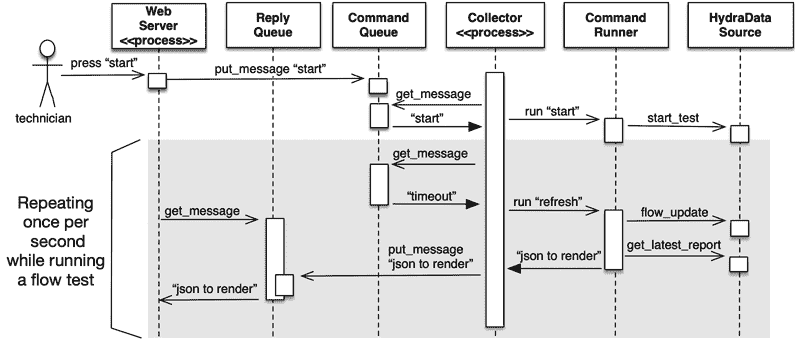 Web
Server
<<process>>
Reply
Queue
Command
Queue
Collector
<<process>>
Command
Runner
HydraData
Source
press “start”
put_message “start”
technician
get_message
“start”
run “start”
start_test
get_message
“timeout”
run “refresh”
get_message
flow_update
put_message
“json to render”
“json to render”
get_latest_report
“json to render”
Repeating
once per
second
while running
a flow test